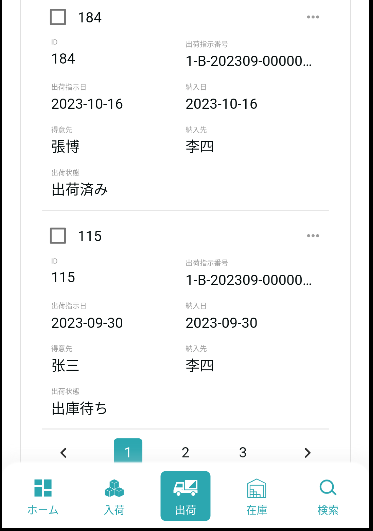 184
ID 出荷指示番号
184 1-B-202309-00000...
出荷指示日 納入日
2023-10-16 2023-10-16
得意先 納入先
張博 李四
出荷状態
出荷済み
115
ID 出荷指示番号
115 1-B-202309-00000...
出荷指示日 納入日
2023-09-30 2023-09-30
得意先 納入先
张三 李四
出荷状態
出庫待ち
1 2 3
ホーム 入荷 出荷 在庫 検索